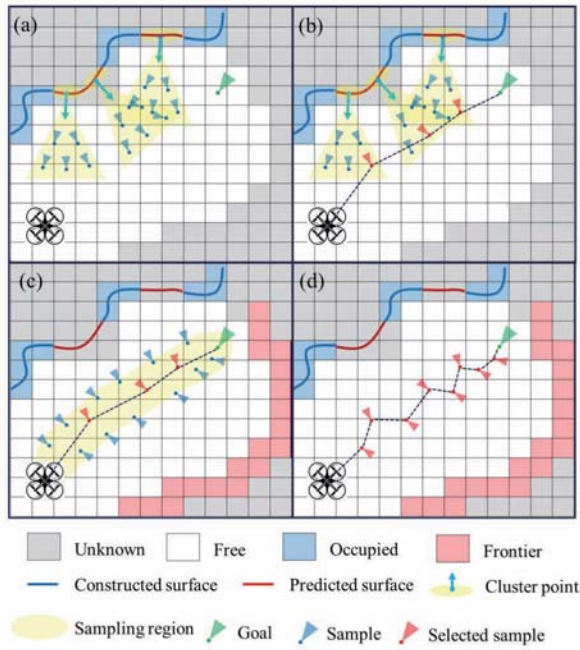 (a)
(b)
(c)
(d)
Unknown
Free
Occupied
Frontier
Constructed surface
Predicted surface
Cluster point
Sampling region
Goal
Sample
Selected sample